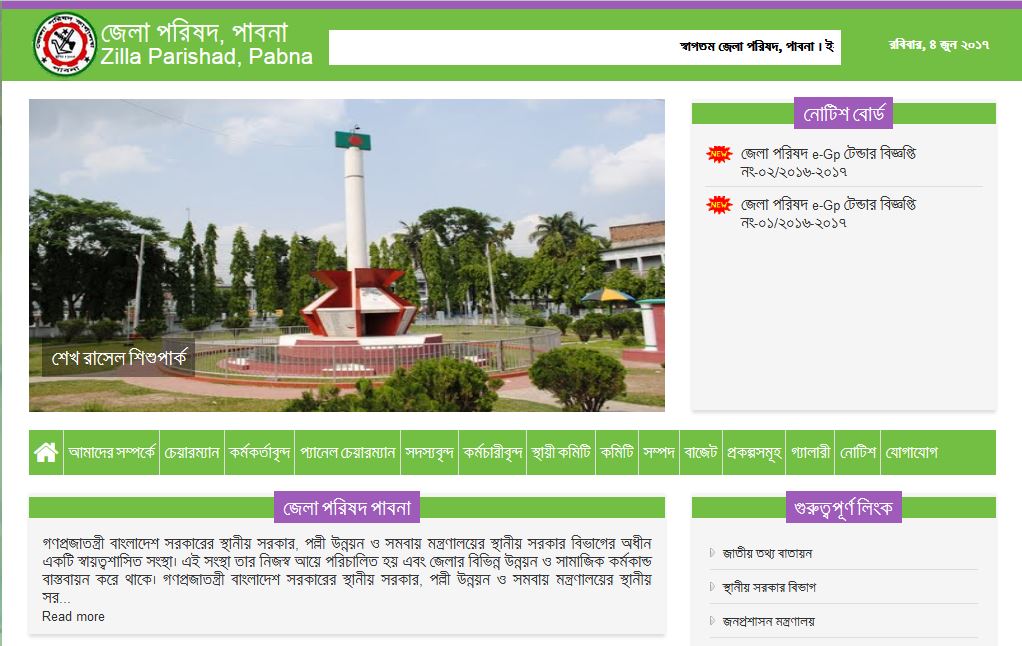 জেলা পরিষদ, পাবনা
Zilla Parishad, Pabna
স্বাগতম জেলা পরিষদ, পাবনা । ই
রবিবার, ৪ জুন ২০১৭
নোটিশ বোর্ড
NEW
জেলা পরিষদ e-Gp টেন্ডার বিজ্ঞপ্তি
নং-০২/২০১৬-২০১৭
NEW
জেলা পরিষদ e-Gp টেন্ডার বিজ্ঞপ্তি
নং-০১/২০১৬-২০১৭
শেখ রাসেল শিশুপার্ক
আমাদের সম্পর্কে চেয়ারম্যান কর্মকর্তাবৃন্দ প্যানেল চেয়ারম্যান সদস্যবৃন্দ কর্মচারীবৃন্দ স্থায়ী কমিটি কমিটি সম্পদ বাজেট প্রকল্পসমূহ গ্যালারী নোটিশ যোগাযোগ
জেলা পরিষদ পাবনা
গণপ্রজাতন্ত্রী বাংলাদেশ সরকারের স্থানীয় সরকার, পল্লী উন্নয়ন ও সমবায় মন্ত্রণালয়ের স্থানীয় সরকার বিভাগের অধীন
একটি স্বায়ত্বশাসিত সংস্থা। এই সংস্থা তার নিজস্ব আয়ে পরিচালিত হয় এবং জেলার বিভিন্ন উন্নয়ন ও সামাজিক কর্মকান্ড
বাস্তবায়ন করে থাকে। গণপ্রজাতন্ত্রী বাংলাদেশ সরকারের স্থানীয় সরকার, পল্লী উন্নয়ন ও সমবায় মন্ত্রণালয়ের স্থানীয়
সর...
Read more
গুরুত্বপূর্ণ লিংক
জাতীয় তথ্য বাতায়ন
স্থানীয় সরকার বিভাগ
জনপ্রশাসন মন্ত্রণালয়